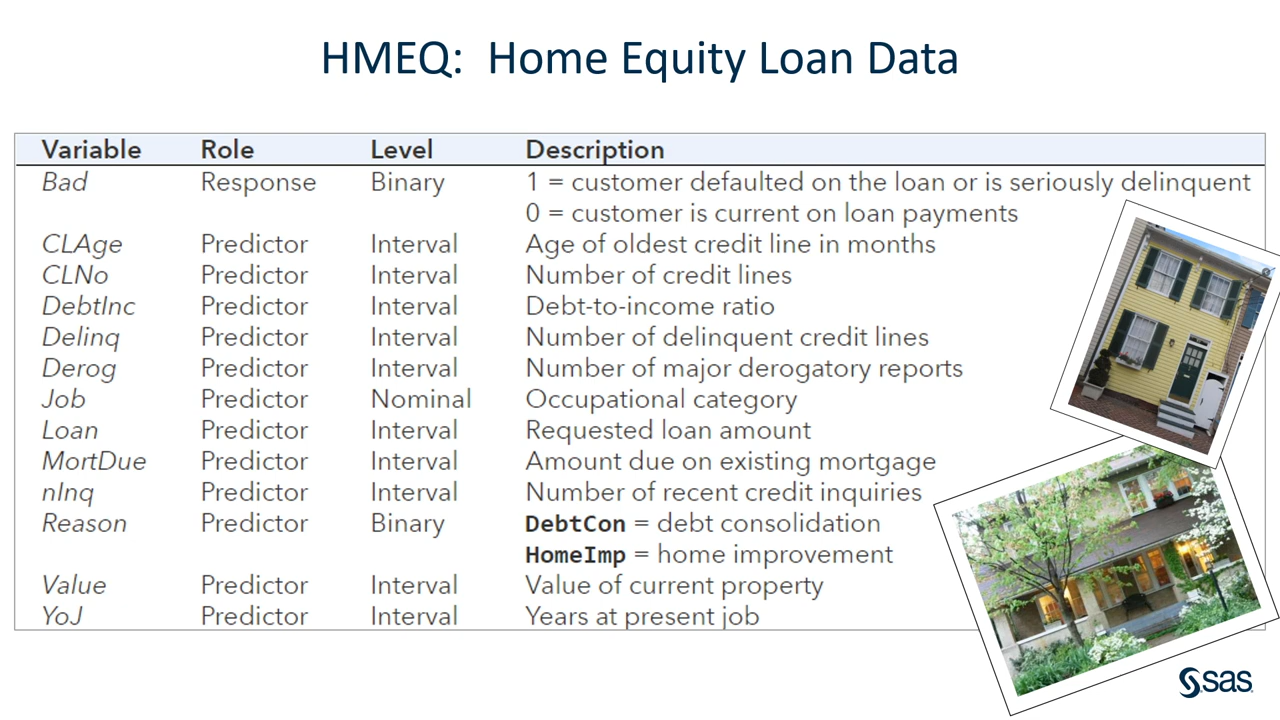 HMEQ:  Home Equity Loan Data
Variable Role Level Description
Bad Response Binary 1 = customer defaulted on the loan or is seriously delinquent
0 = customer is current on loan payments
CLAge Predictor Interval Age of oldest credit line in months
CLNo Predictor Interval Number of credit lines
DebtInc Predictor Interval Debt-to-income ratio
Delinq Predictor Interval Number of delinquent credit lines
Derog Predictor Interval Number of major derogatory reports
Job Predictor Nominal Occupational category
Loan Predictor Interval Requested loan amount
MortDue Predictor Interval Amount due on existing mortgage
nInq Predictor Interval Number of recent credit inquiries
Reason Predictor Binary DebtCon = debt consolidation
HomeImp = home improvement
Value Predictor Interval Value of current property
YoJ Predictor Interval Years at present job
sas